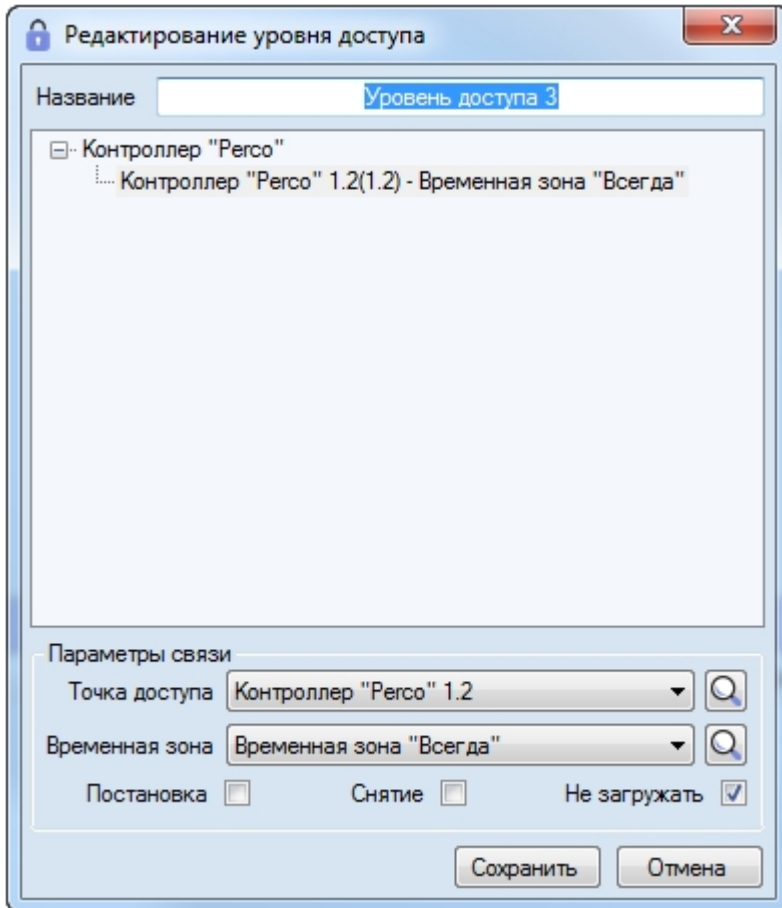 Редактирование уровня доступа
Название Уровень доступа 3
Контроллер "Perco"
Контроллер "Perco" 1.2(1.2) - Временная зона "Всегда"
Параметры связи
Точка доступа Контроллер "Perco" 1.2
Временная зона Временная зона "Всегда"
Постановка Снятие Не загружать
Сохранить Отмена